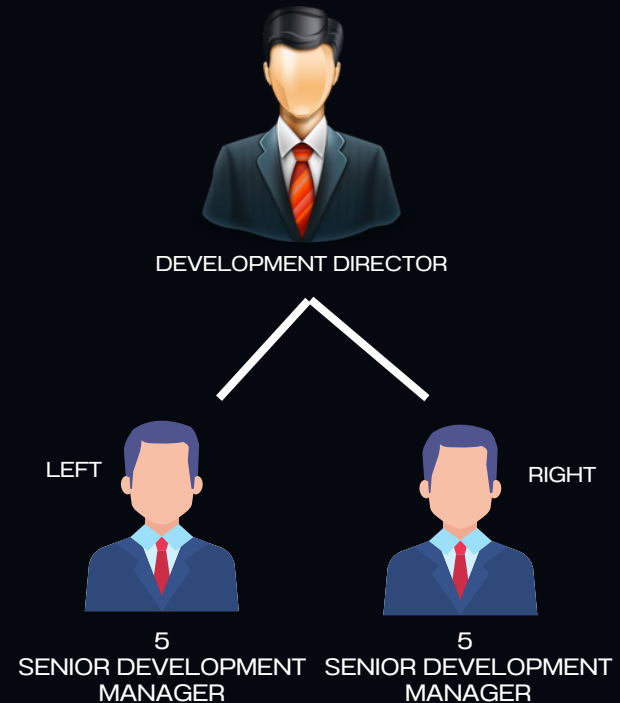 DEVELOPMENT DIRECTOR
LEFT
RIGHT
5
SENIOR DEVELOPMENT
MANAGER
5
SENIOR DEVELOPMENT
MANAGER